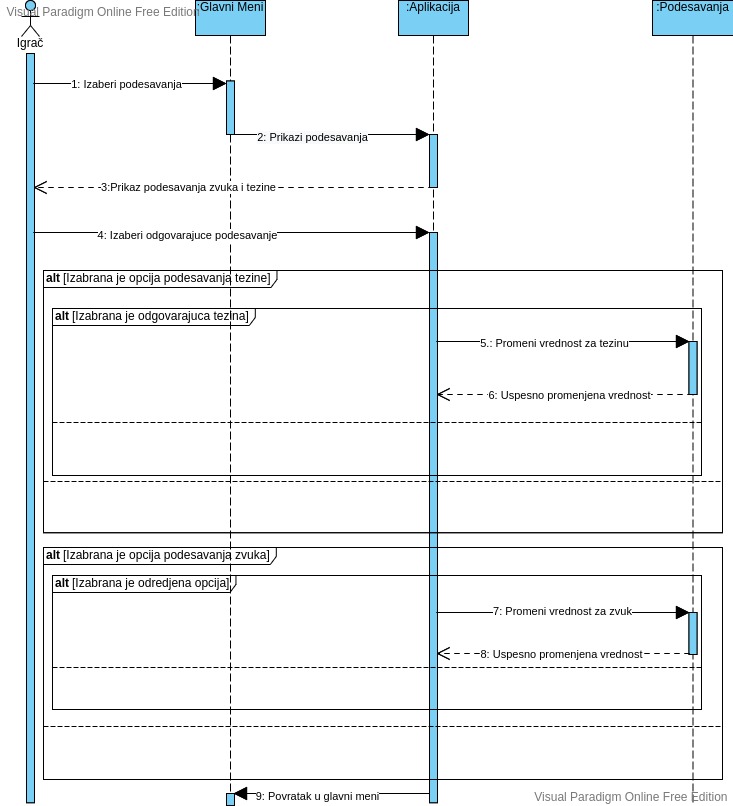 Visual Paradigm Online Free Edition
:Glavni Meni
:Aplikacija
:Podesavanja
Igrač
1: Izaberi podesavanja
2: Prikazi podesavanja
3:Prikaz podesavanja zvuka i tezine
4: Izaberi odgovarajuce podesavanje
alt [Izabrana je opcija podesavanja tezine]
alt [Izabrana je odgovarajuca tezina]
5.: Promeni vrednost za tezinu
6: Uspesno promenjena vrednost
alt [Izabrana je opcija podesavanja zvuka]
alt [Izabrana je odredjena opcija]
7: Promeni vrednost za zvuk
8: Uspesno promenjena vrednost
9: Povratak u glavni meni
Visual Paradigm Online Free Edition